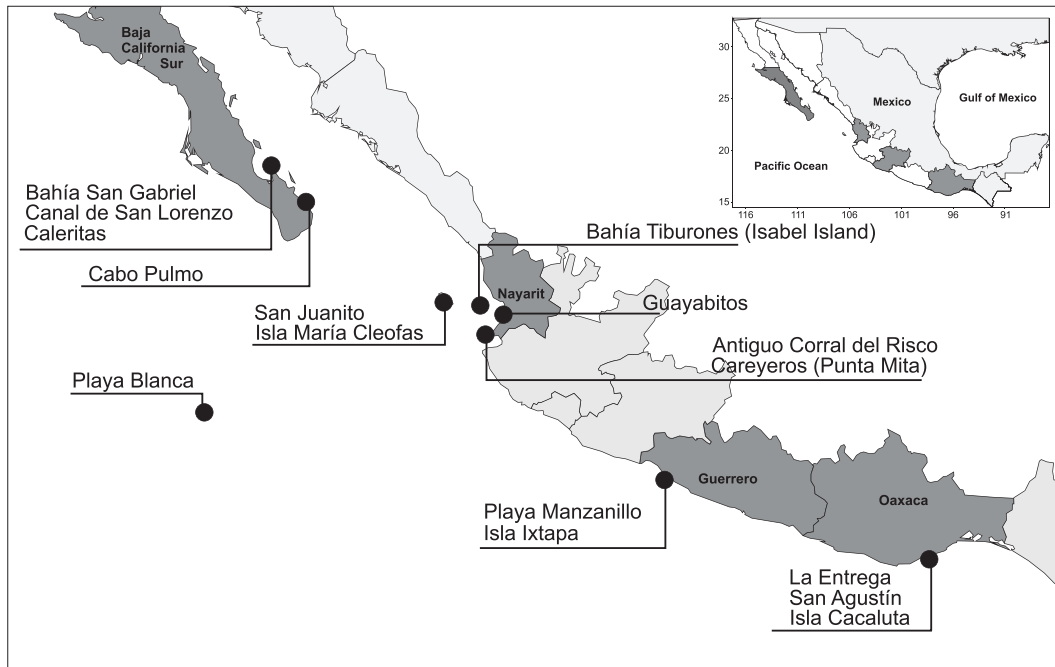 Baja
California
Sur
Bahía San Gabriel
Canal de San Lorenzo
Caleritas
Cabo Pulmo
San Juanito
Isla María Cleofas
Playa Blanca
Bahía Tiburones (Isabel Island)
Nayarit
Guayabitos
Antiguo Corral del Risco
Careyeros (Punta Mita)
Guerrero
Oaxaca
Playa Manzanillo
Isla Ixtapa
La Entrega
San Agustín
Isla Cacaluta
30
25
20
15
Mexico
Gulf of Mexico
Pacific Ocean
116 111 106 101 96 91